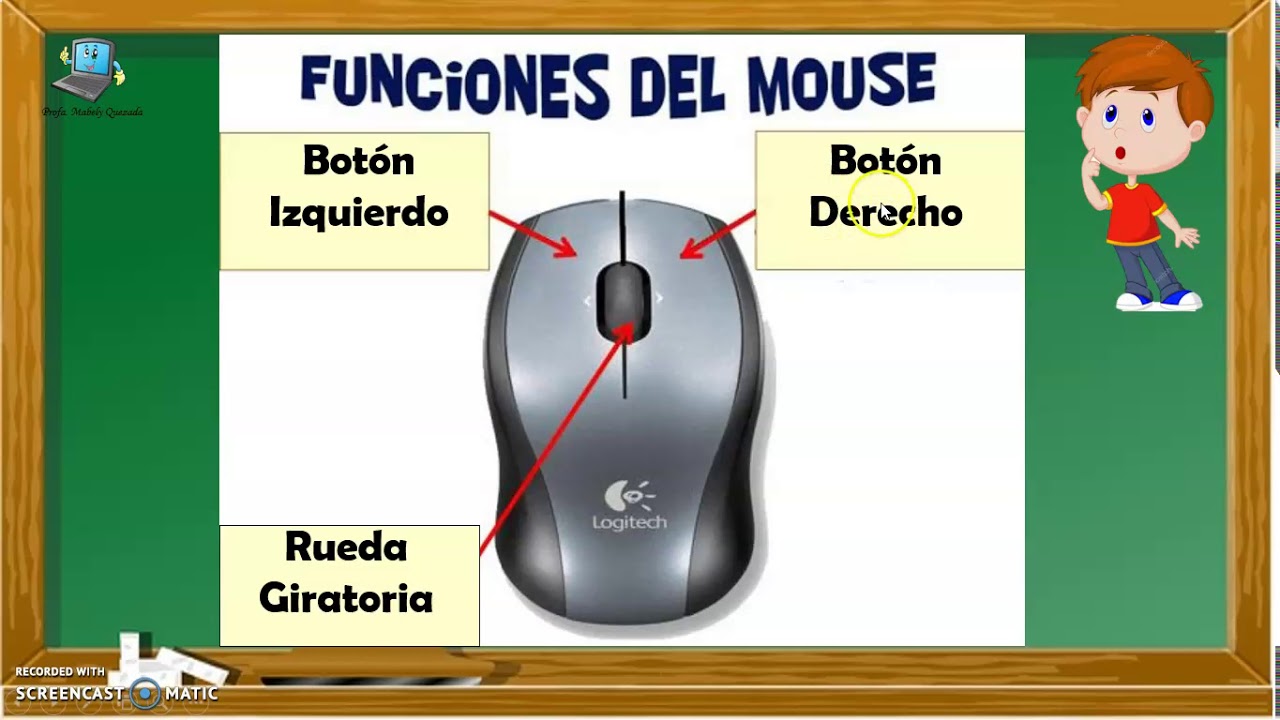 FUNCiONES DEL MOUSE
Profa. Mabely Quezada
Botón
Izquierdo
Botón
Derecho
Logitech
Rueda
Giratoria
RECORDED WITH
SCREENCAST MATIC